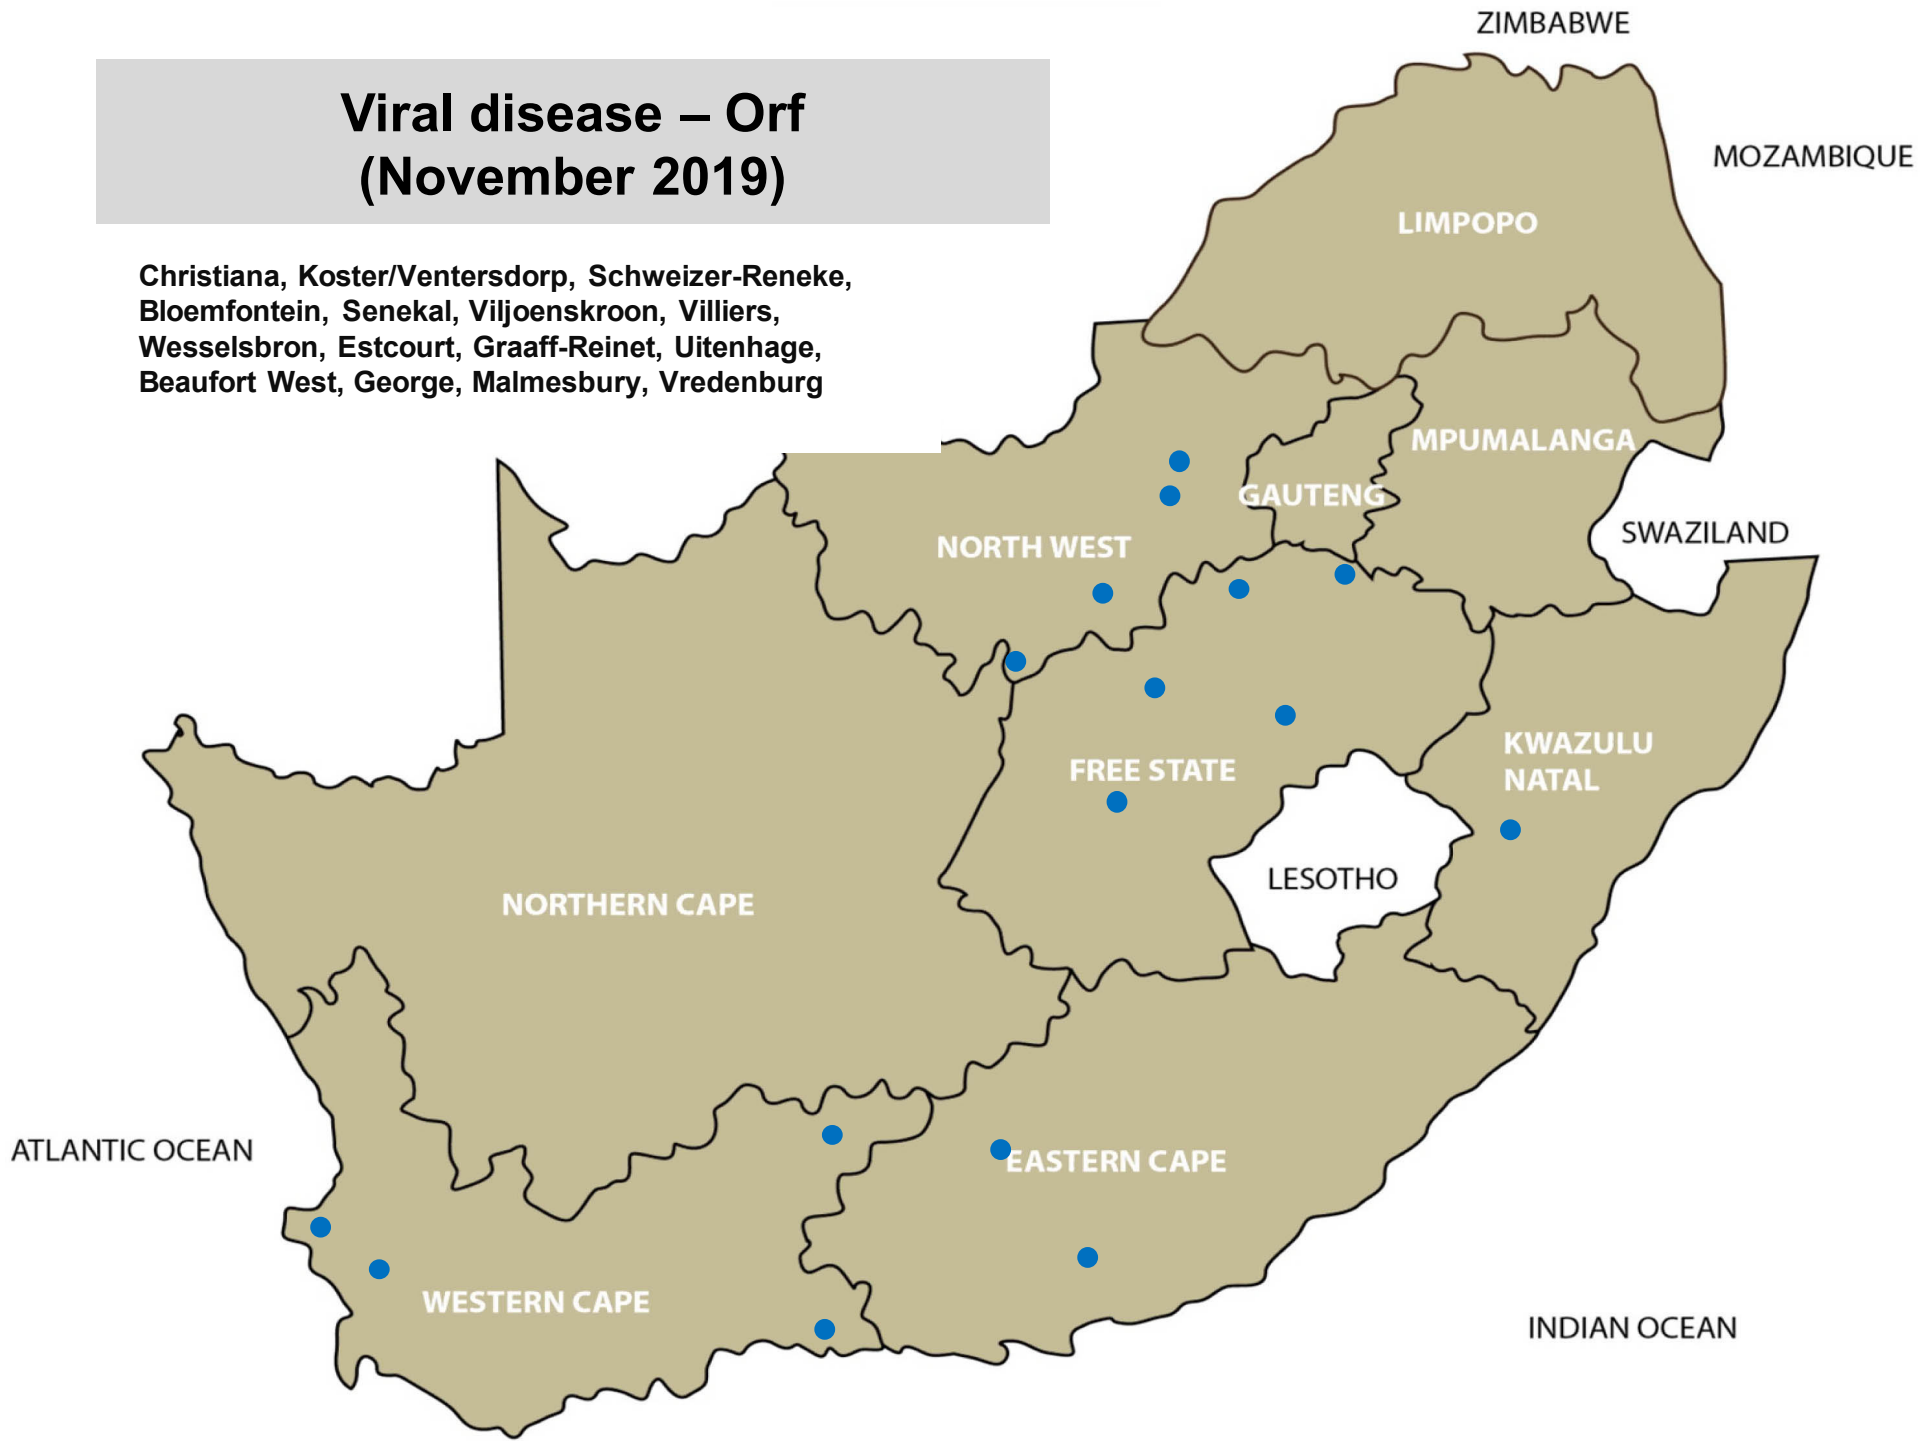 Viral disease – Orf
(November 2019)
Christiana, Koster/Ventersdorp, Schweizer-Reneke,
Bloemfontein, Senekal, Viljoenskroon, Villiers,
Wesselsbron, Estcourt, Graaff-Reinet, Uitenhage,
Beaufort West, George, Malmesbury, Vredenburg
ZIMBABWE
MOZAMBIQUE
LIMPOPO
MPUMALANGA
GAUTENG
SWAZILAND
NORTH WEST
KWAZULU
NATAL
FREE STATE
LESOTHO
NORTHERN CAPE
ATLANTIC OCEAN
EASTERN CAPE
WESTERN CAPE
INDIAN OCEAN